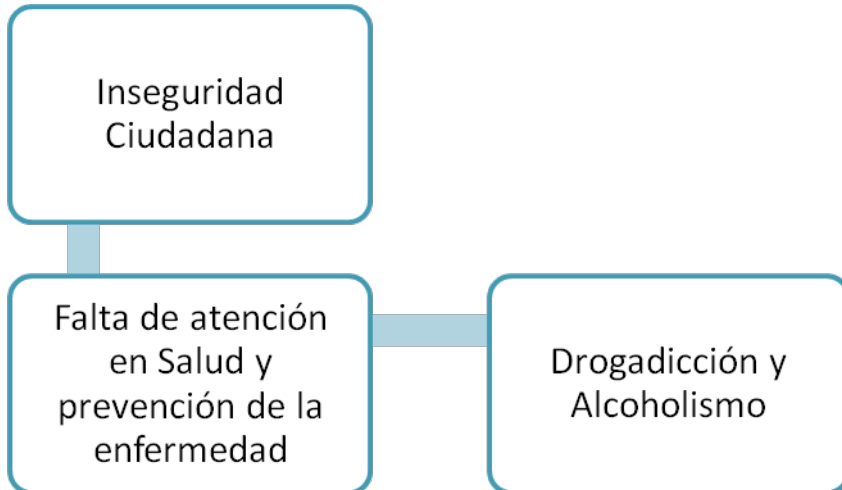 Inseguridad
Ciudadana
Falta de atención
en Salud y
prevención de la
enfermedad
Drogadicción y
Alcoholismo